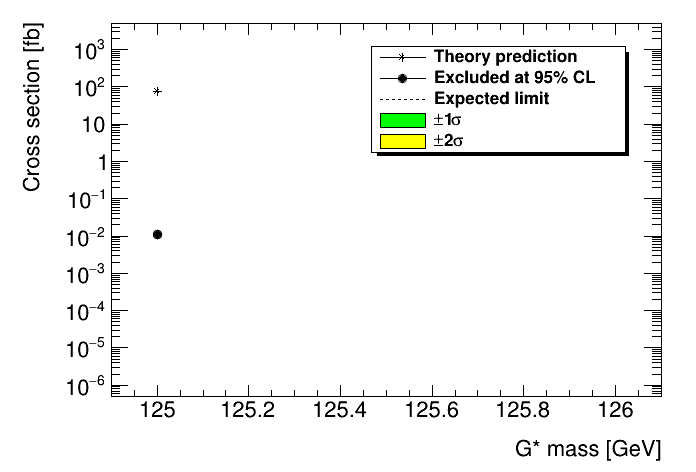 Cross section [fb]
10³
10²
10
1
10⁻¹
10⁻²
10⁻³
10⁻⁴
10⁻⁵
10⁻⁶
Theory prediction
Excluded at 95% CL
Expected limit
±1σ
±2σ
125 125.2 125.4 125.6 125.8 126
G* mass [GeV]